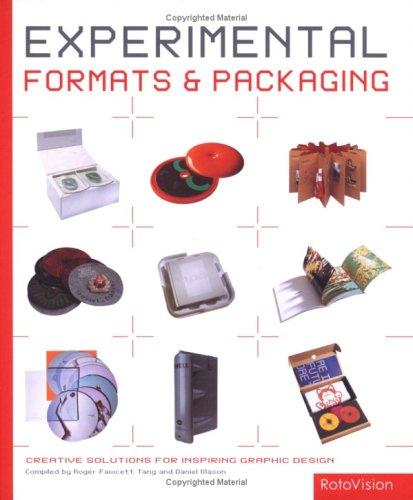 Copyrighted Material
EXPERIMENTAL
FORMATS & PACKAGING
CREATIVE SOLUTIONS FOR INSPIRING GRAPHIC DESIGN
Compiled by Roger Fawcett Tang and Daniel Mason
RotoVision
Copyrighted Material